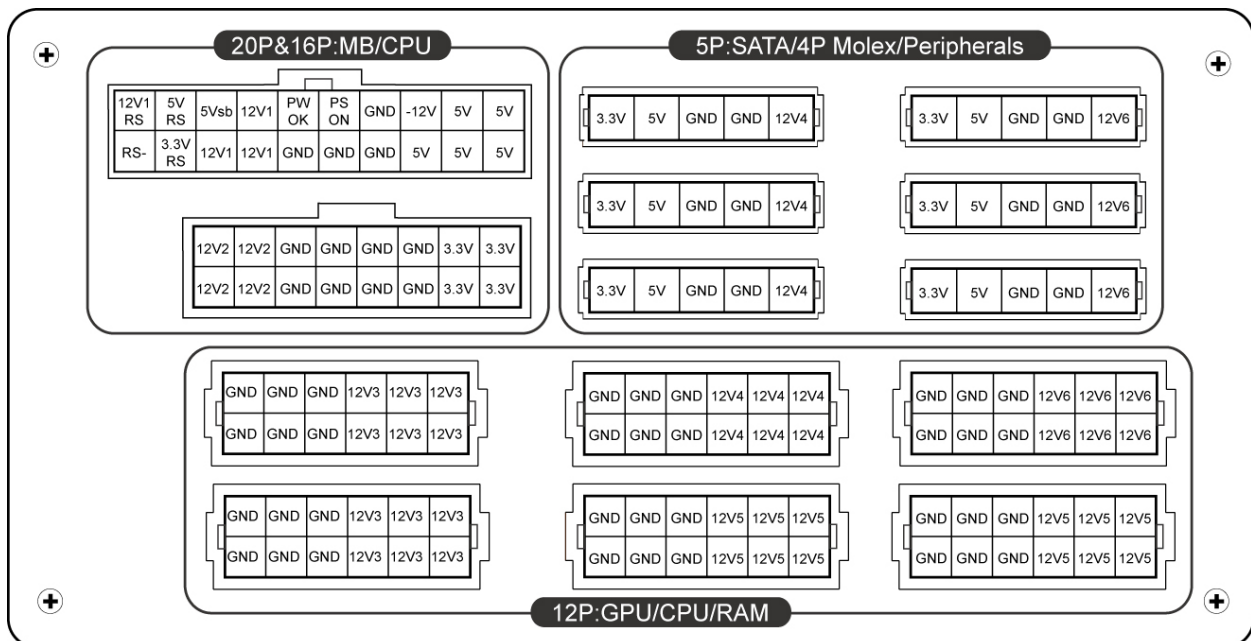 20P&16P:MB/CPU
12V1 RS 5V RS 5Vsb 12V1 PW OK PS ON GND -12V 5V 5V
RS- 3.3V RS 12V1 12V1 GND GND GND 5V 5V 5V
12V2 12V2 GND GND GND GND 3.3V 3.3V
12V2 12V2 GND GND GND GND 3.3V 3.3V
5P:SATA/4P Molex/Peripherals
3.3V 5V GND GND 12V4
3.3V 5V GND GND 12V6
3.3V 5V GND GND 12V4
3.3V 5V GND GND 12V6
3.3V 5V GND GND 12V4
3.3V 5V GND GND 12V6
GND GND GND 12V3 12V3 12V3
GND GND GND 12V3 12V3 12V3
GND GND GND 12V4 12V4 12V4
GND GND GND 12V4 12V4 12V4
GND GND GND 12V6 12V6 12V6
GND GND GND 12V6 12V6 12V6
GND GND GND 12V3 12V3 12V3
GND GND GND 12V3 12V3 12V3
GND GND GND 12V5 12V5 12V5
GND GND GND 12V5 12V5 12V5
GND GND GND 12V5 12V5 12V5
GND GND GND 12V5 12V5 12V5
12P:GPU/CPU/RAM